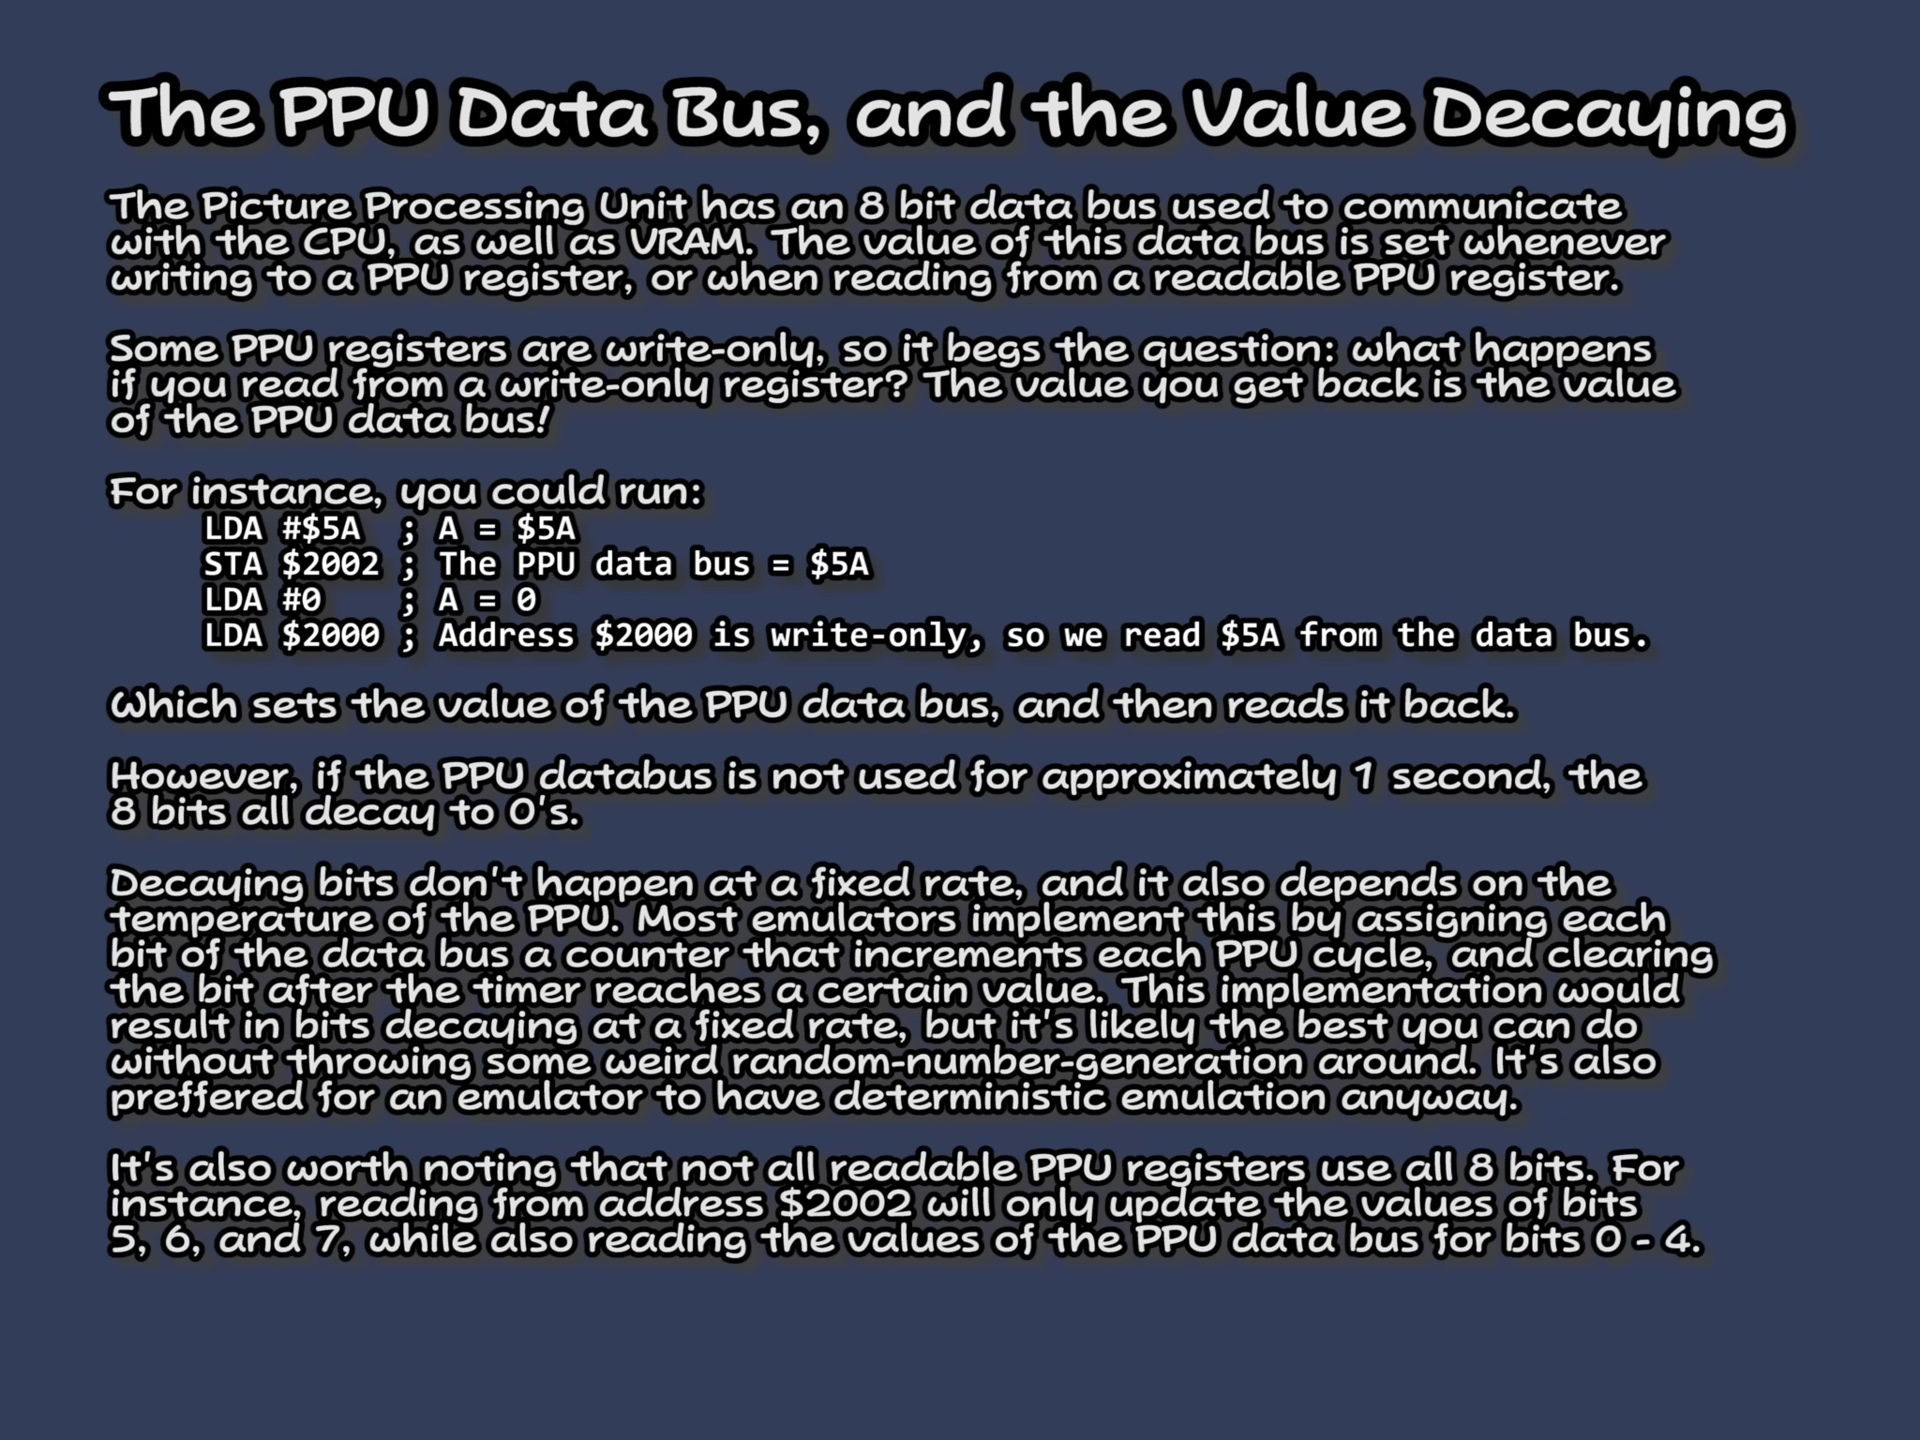 The PPU Data Bus, and the Value Decaying
The Picture Processing Unit has an 8 bit data bus used to communicate
with the CPU, as well as VRAM. The value of this data bus is set whenever
writing to a PPU register, or when reading from a readable PPU register.
Some PPU registers are write-only, so it begs the question: what happens
if you read from a write-only register? The value you get back is the value
of the PPU data bus!
For instance, you could run:
LDA #$5A  ; A = $5A
STA $2002 ; The PPU data bus = $5A
LDA #0    ; A = 0
LDA $2000 ; Address $2000 is write-only, so we read $5A from the data bus.
Which sets the value of the PPU data bus, and then reads it back.
However, if the PPU databus is not used for approximately 1 second, the
8 bits all decay to 0's.
Decaying bits don't happen at a fixed rate, and it also depends on the
temperature of the PPU. Most emulators implement this by assigning each
bit of the data bus a counter that increments each PPU cycle, and clearing
the bit after the timer reaches a certain value. This implementation would
result in bits decaying at a fixed rate, but it's likely the best you can do
without throwing some weird random-number-generation around. It's also
preffered for an emulator to have deterministic emulation anyway.
It's also worth noting that not all readable PPU registers use all 8 bits. For
instance, reading from address $2002 will only update the values of bits
5, 6, and 7, while also reading the values of the PPU data bus for bits 0 - 4.